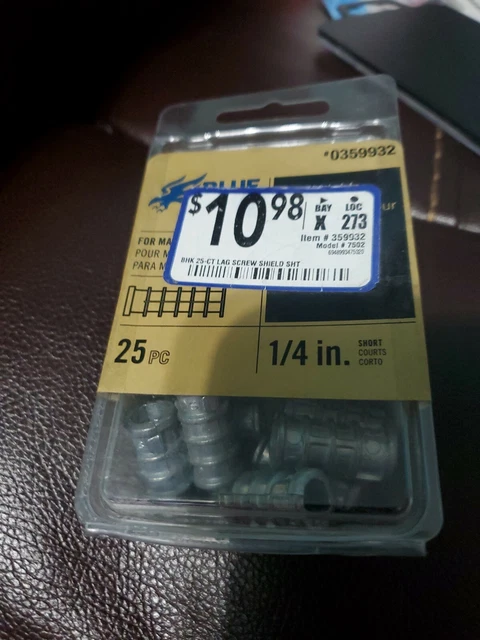 *0359932
BLUE
$10.98
BAY LOC
X 273
Item # 359932
Model # 7502
BHK 25-CT LAG SCREW SHIELD SHT
FOR MA
POUR M
PARA M
25 PC
1/4 in.
SHORT
COURTS
CORTO